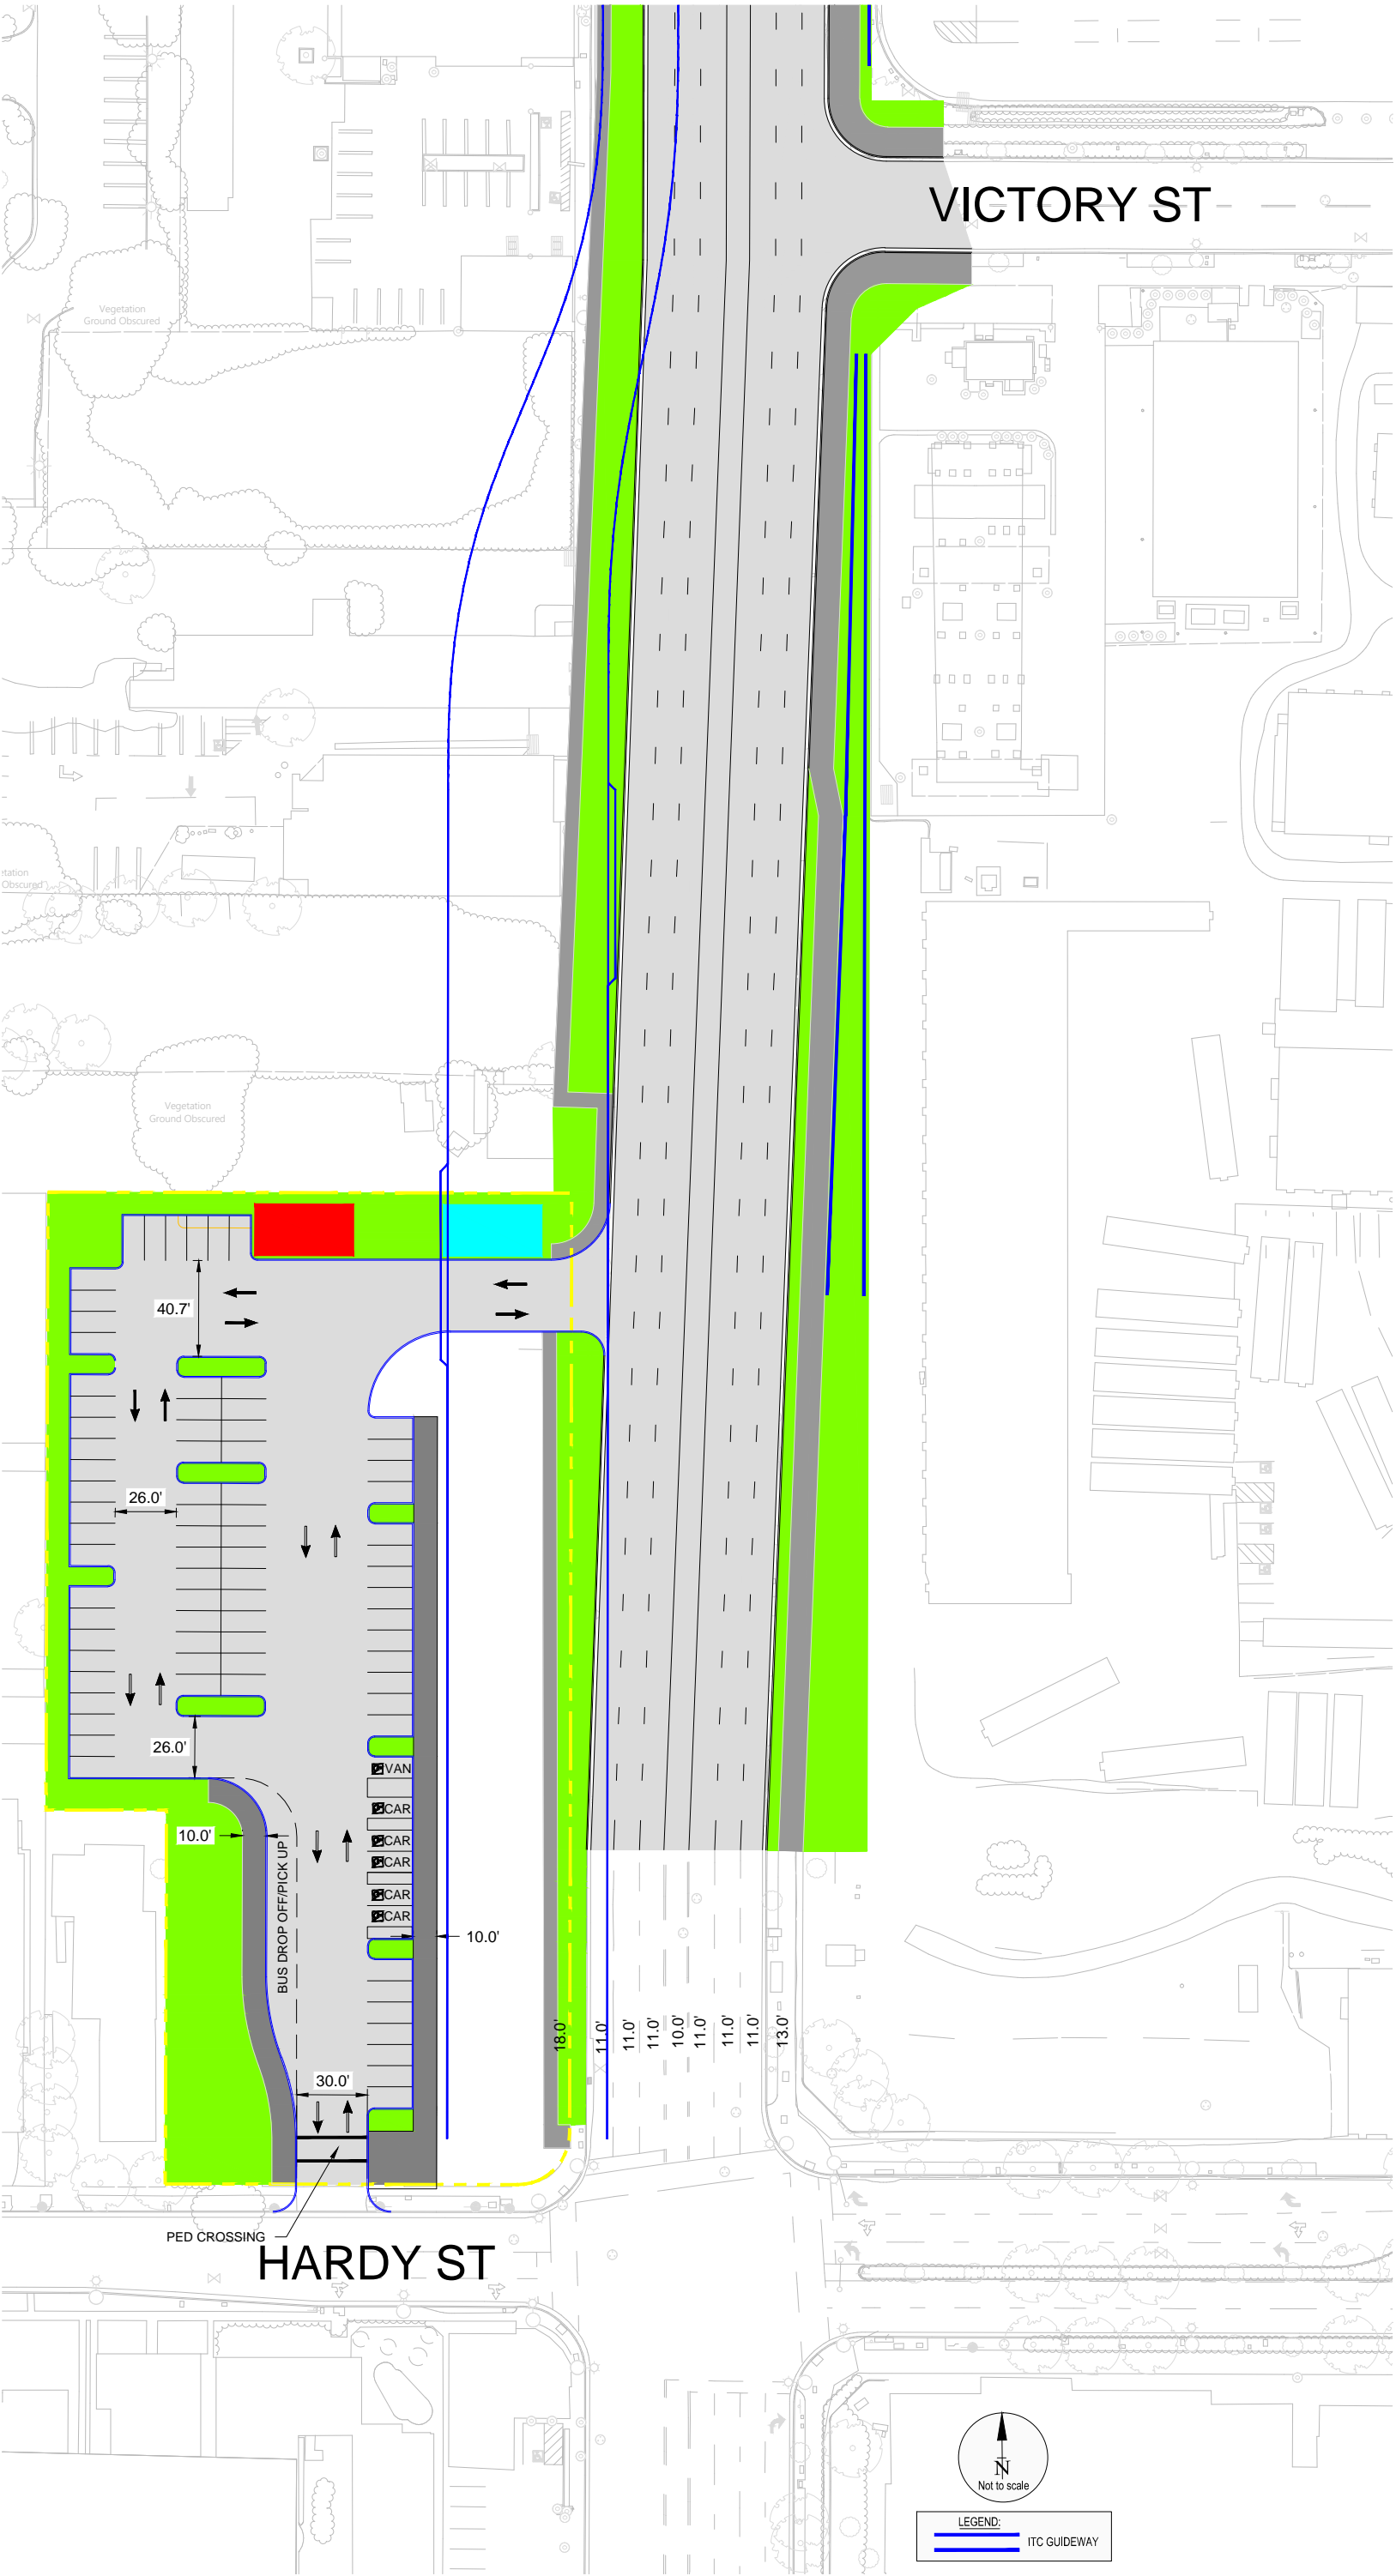 VICTORY ST
Vegetation
Ground Obscured
etation
Obscured
Vegetation
Ground Obscured
40.7'
26.0'
26.0'
VAN
CAR
10.0'
CAR
CAR
CAR
CAR
BUS DROP OFF/PICK UP
10.0'
18.0'
11.0'
11.0'
11.0'
10.0'
11.0'
11.0'
11.0'
13.0'
30.0'
PED CROSSING
HARDY ST
N
Not to scale
LEGEND:
ITC GUIDEWAY